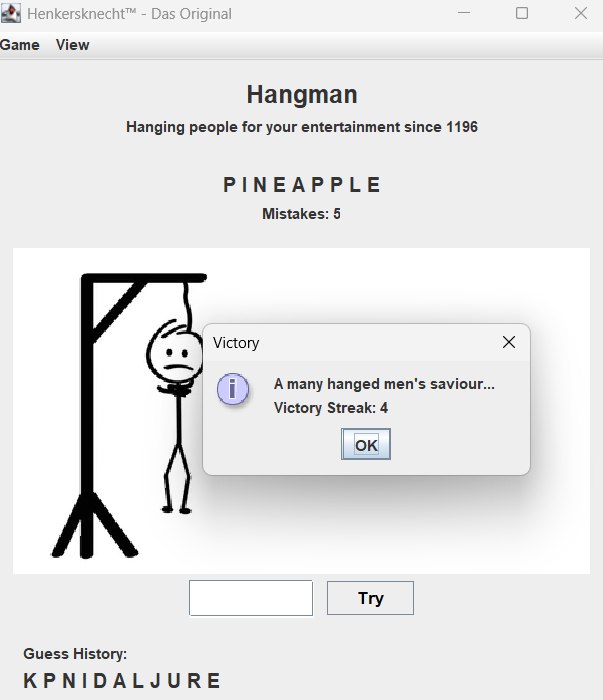 Henkersknecht™ - Das Original
Game View
Hangman
Hanging people for your entertainment since 1196
P I N E A P P L E
Mistakes: 5
Victory
A many hanged men's saviour...
Victory Streak: 4
OK
Try
Guess History:
K P N I D A L J U R E